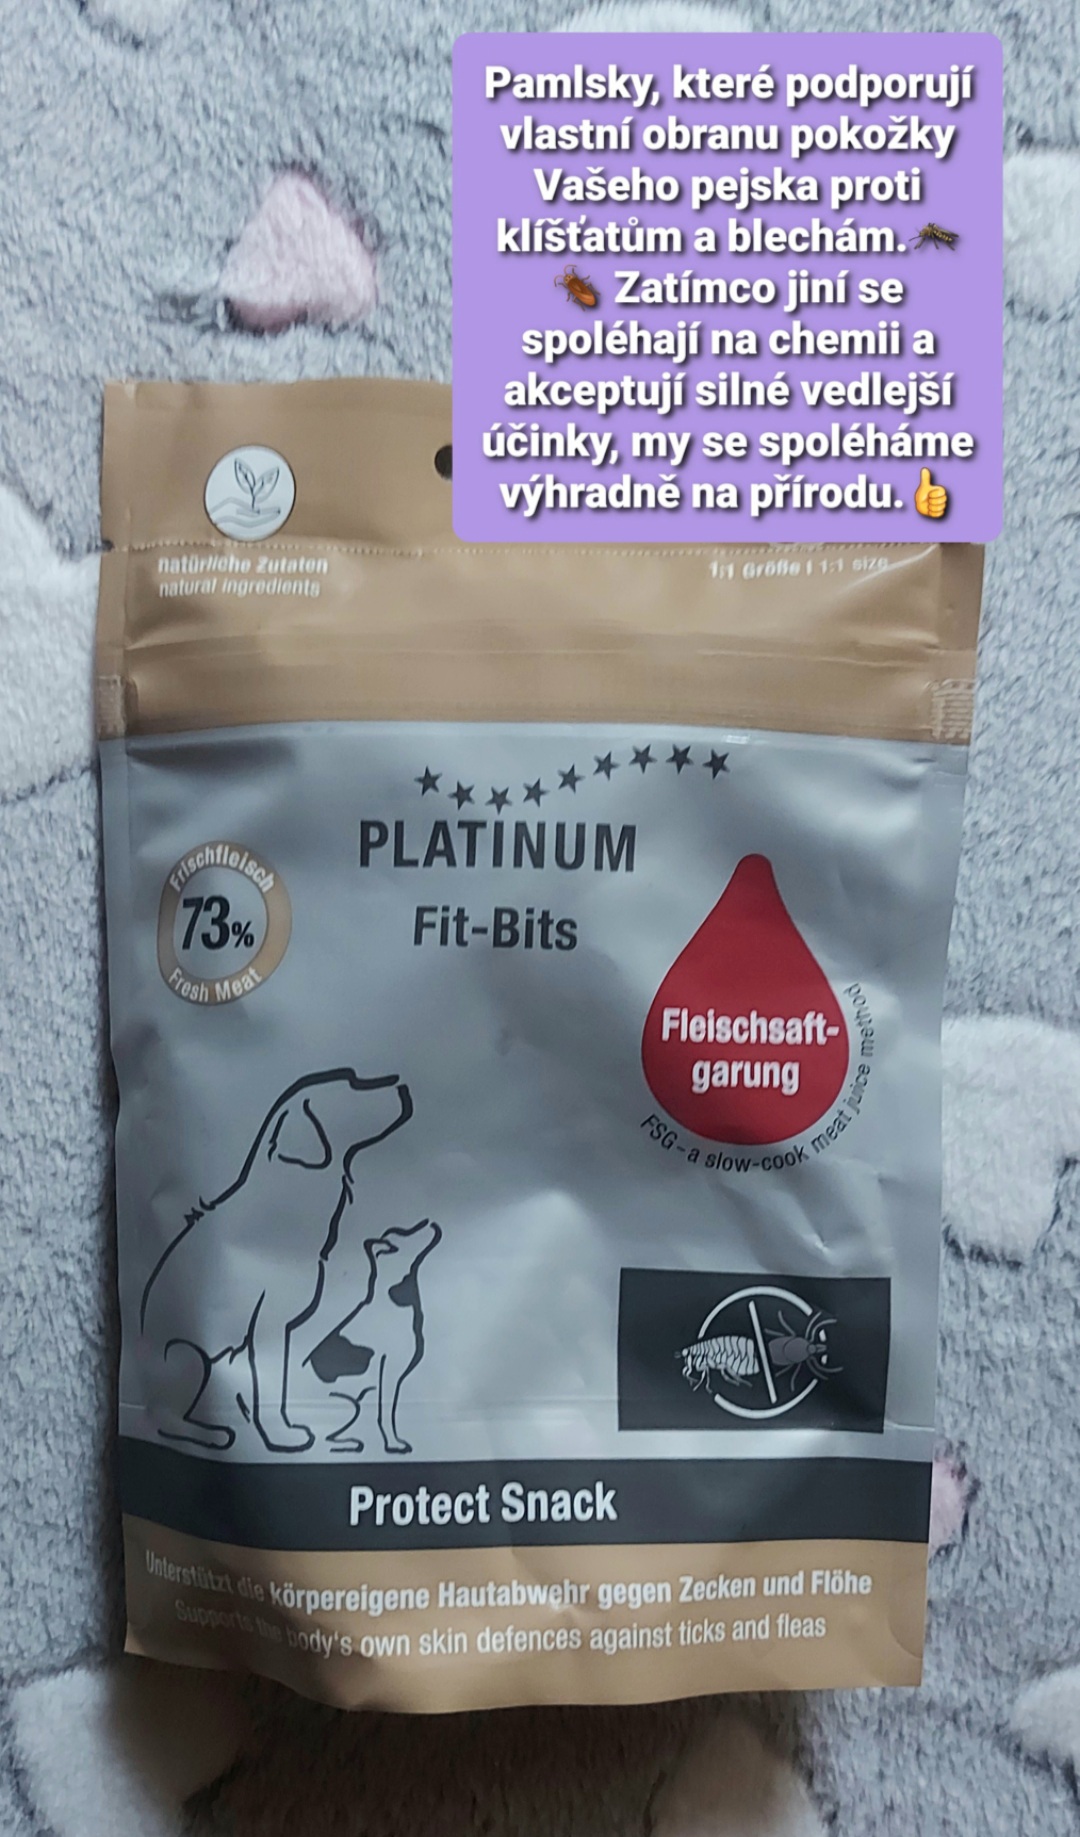 Pamlsky, které podporují
vlastní obranu pokožky
Vašeho pejska proti
klíšťatům a blechám.
Zatímco jiní se
spoléhají na chemii a
akceptují silné vedlejší
účinky, my se spoléháme
výhradně na přírodu.
natürliche Zutaten
natural ingredients
1:1 Größe | 1:1 size
PLATINUM
Fit-Bits
Frischfleisch
73%
Fresh Meat
Fleischsaft-
garung
FSG - a slow-cook meat juice method
Protect Snack
Unterstützt die körpereigene Hautabwehr gegen Zecken und Flöhe
Supports the body's own skin defences against ticks and fleas